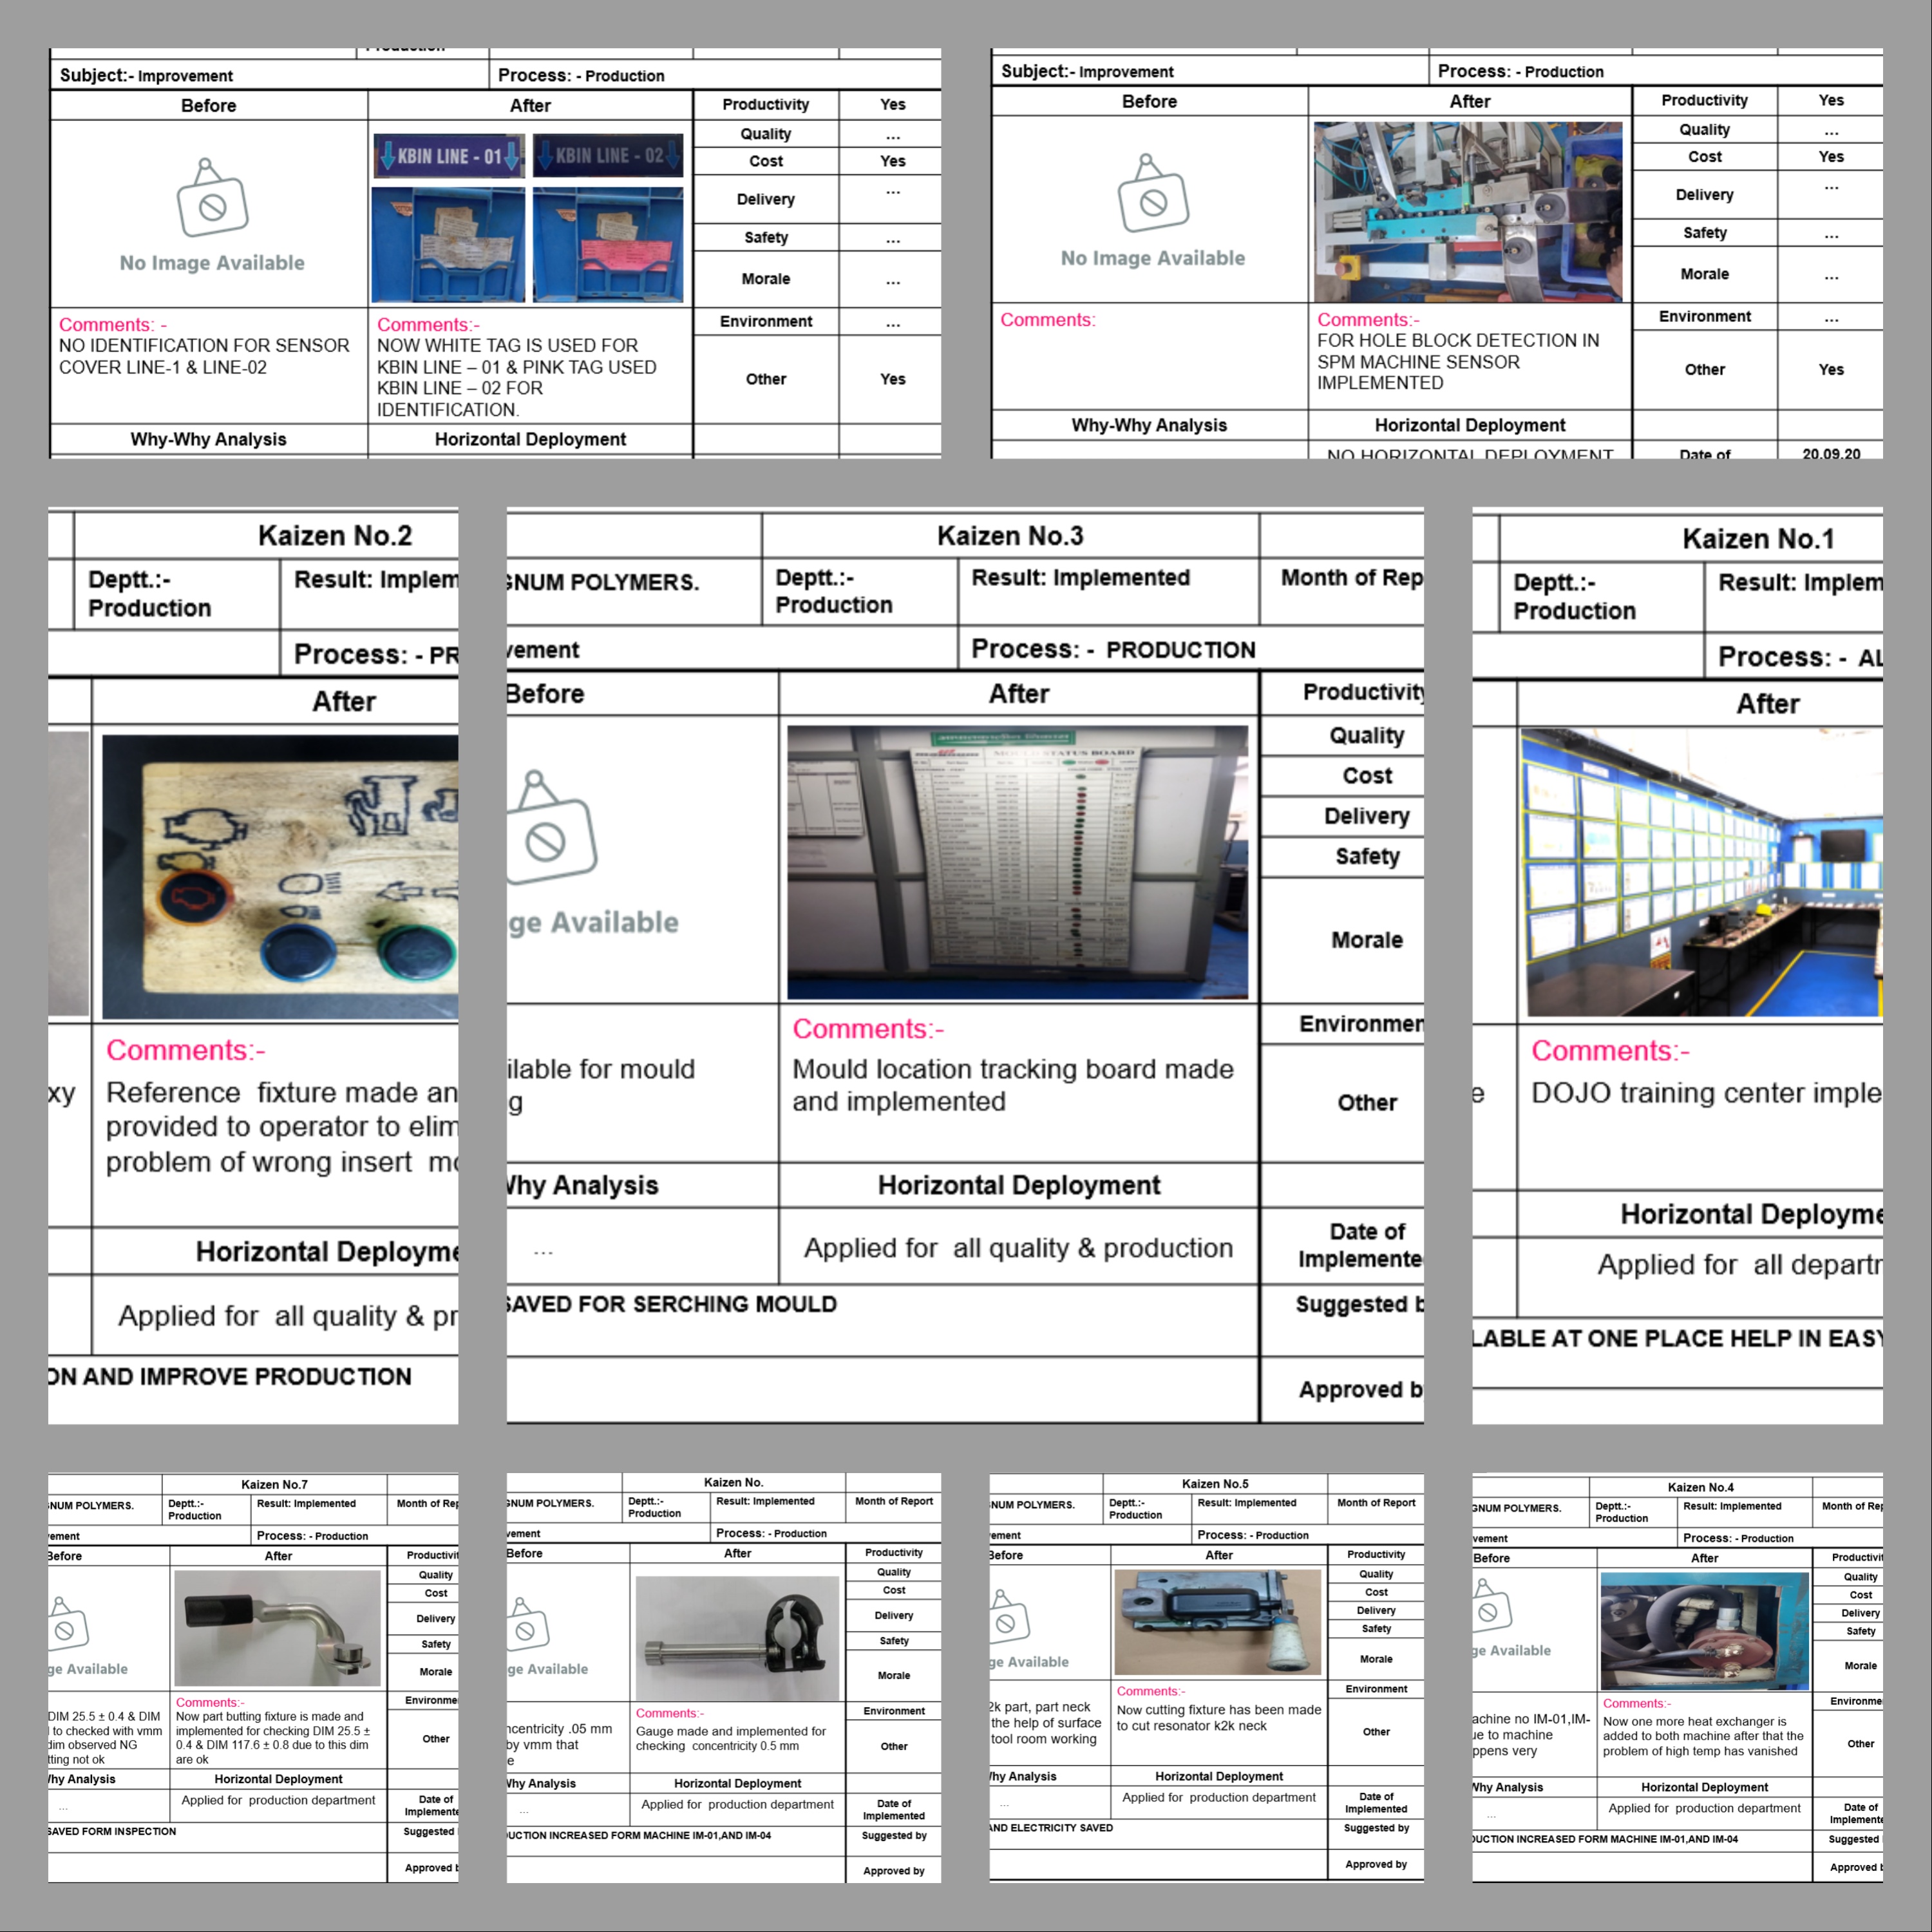 Production
Subject:- Improvement
Process: - Production
Before
After
Productivity
Yes
Quality
...
Cost
Yes
Delivery
...
Safety
...
Morale
...
Environment
...
Other
Yes
KBIN LINE - 01
KBIN LINE - 02
No Image Available
Comments: -
NO IDENTIFICATION FOR SENSOR
COVER LINE-1 & LINE-02
Comments:-
NOW WHITE TAG IS USED FOR
KBIN LINE – 01 & PINK TAG USED
KBIN LINE – 02 FOR
IDENTIFICATION.
Why-Why Analysis
Horizontal Deployment
Subject:- Improvement
Process: - Production
Before
After
Productivity
Yes
Quality
...
Cost
Yes
Delivery
...
Safety
...
Morale
...
Environment
...
Other
Yes
No Image Available
Comments:
Comments:-
FOR HOLE BLOCK DETECTION IN
SPM MACHINE SENSOR
IMPLEMENTED
Why-Why Analysis
Horizontal Deployment
NO HORIZONTAL DEPLOYMENT
Date of
20.09.20
Kaizen No.2
Deptt.:-
Production
Result: Implem
Process: - PR
After
Comments:-
xy
Reference fixture made an
provided to operator to elim
problem of wrong insert mo
Horizontal Deployme
Applied for all quality & pr
ON AND IMPROVE PRODUCTION
Kaizen No.3
GNUM POLYMERS.
Deptt.:-
Production
Result: Implemented
Month of Rep
vement
Process: - PRODUCTION
Before
After
Productivity
Quality
Cost
Delivery
Safety
Morale
Environmen
Other
MOULD STATUS BOARD
ge Available
ilable for mould
g
Comments:-
Mould location tracking board made
and implemented
Why Analysis
Horizontal Deployment
...
Applied for all quality & production
Date of
Implemente
SAVED FOR SERCHING MOULD
Suggested b
Approved b
Kaizen No.1
Deptt.:-
Production
Result: Implem
Process: - AL
After
Comments:-
e
DOJO training center imple
Horizontal Deployme
Applied for all departr
LABLE AT ONE PLACE HELP IN EASY
Kaizen No.7
GNUM POLYMERS.
Deptt.:-
Production
Result: Implemented
Month of Rep
vement
Process: - Production
Before
After
Productivit
Quality
Cost
Delivery
Safety
Morale
Environme
Other
ge Available
DIM 25.5 ± 0.4 & DIM
to checked with vmm
dim observed NG
tting not ok
Comments:-
Now part butting fixture is made and
implemented for checking DIM 25.5 ±
0.4 & DIM 117.6 ± 0.8 due to this dim
are ok
Why Analysis
Horizontal Deployment
...
Applied for production department
Date of
Implemente
SAVED FORM INSPECTION
Suggested
Approved b
Kaizen No.
GNUM POLYMERS.
Deptt.:-
Production
Result: Implemented
Month of Report
vement
Process: - Production
Before
After
Productivity
Quality
Cost
Delivery
Safety
Morale
Environment
Other
ge Available
ncentricity .05 mm
by vmm that
e
Comments:-
Gauge made and implemented for
checking concentricity 0.5 mm
Why Analysis
Horizontal Deployment
...
Applied for production department
Date of
Implemented
UCTION INCREASED FORM MACHINE IM-01,AND IM-04
Suggested by
Approved by
Kaizen No.5
GNUM POLYMERS.
Deptt.:-
Production
Result: Implemented
Month of Report
vement
Process: - Production
Before
After
Productivity
Quality
Cost
Delivery
Safety
Morale
Environment
Other
ge Available
2k part, part neck
the help of surface
tool room working
Comments:-
Now cutting fixture has been made
to cut resonator k2k neck
Why Analysis
Horizontal Deployment
...
Applied for production department
Date of
Implemented
AND ELECTRICITY SAVED
Suggested by
Approved by
Kaizen No.4
GNUM POLYMERS.
Deptt.:-
Production
Result: Implemented
Month of Rep
vement
Process: - Production
Before
After
Productivit
Quality
Cost
Delivery
Safety
Morale
Environme
Other
ge Available
achine no IM-01,IM-
ue to machine
ppens very
Comments:-
Now one more heat exchanger is
added to both machine after that the
problem of high temp has vanished
Why Analysis
Horizontal Deployment
...
Applied for production department
Date of
Implemente
UCTION INCREASED FORM MACHINE IM-01,AND IM-04
Suggested
Approved b